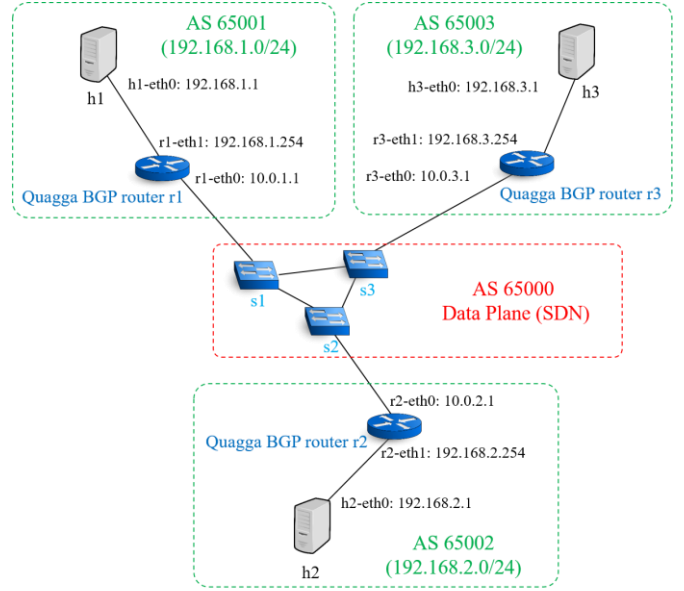 AS 65001
(192.168.1.0/24)
h1
h1-eth0: 192.168.1.1
r1-eth1: 192.168.1.254
r1-eth0: 10.0.1.1
Quagga BGP router r1
AS 65003
(192.168.3.0/24)
h3
h3-eth0: 192.168.3.1
r3-eth1: 192.168.3.254
r3-eth0: 10.0.3.1
Quagga BGP router r3
s1
s3
s2
AS 65000
Data Plane (SDN)
r2-eth0: 10.0.2.1
Quagga BGP router r2
r2-eth1: 192.168.2.254
h2-eth0: 192.168.2.1
h2
AS 65002
(192.168.2.0/24)